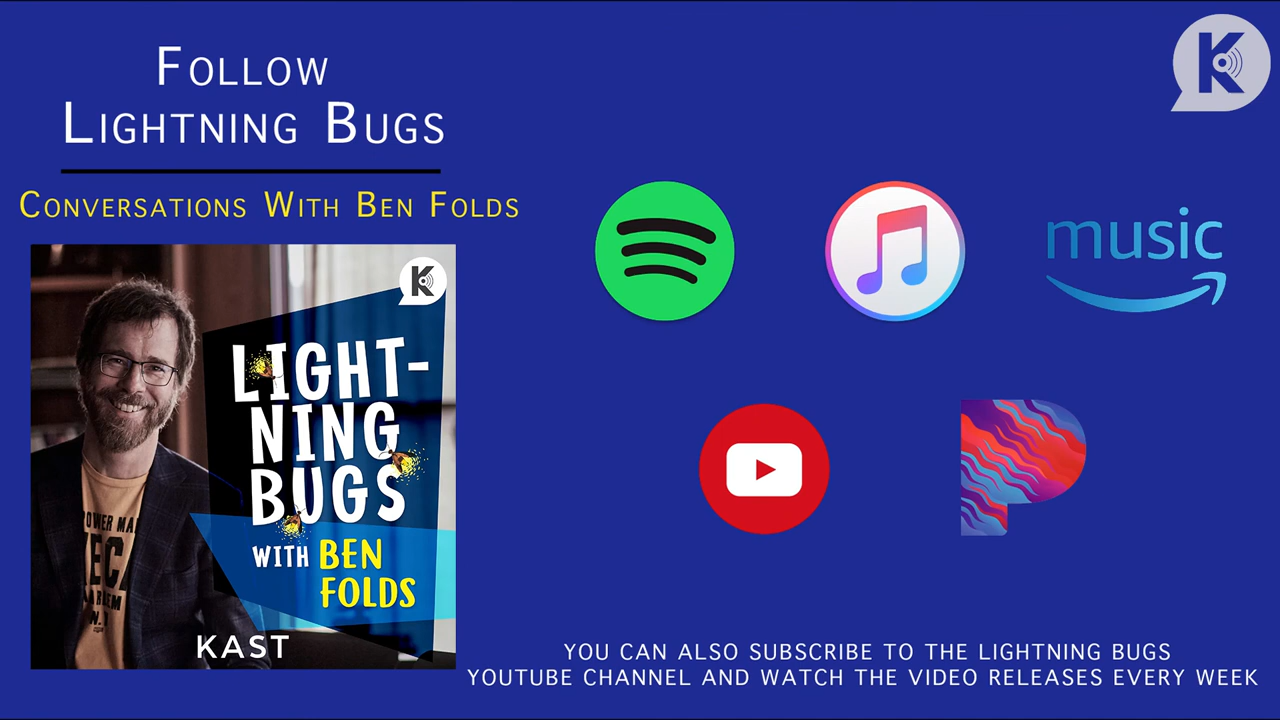 FOLLOW
LIGHTNING BUGS
CONVERSATIONS WITH BEN FOLDS
K
music
K
LIGHT-
NING
BUGS
WITH BEN
FOLDS
KAST
YOU CAN ALSO SUBSCRIBE TO THE LIGHTNING BUGS
YOUTUBE CHANNEL AND WATCH THE VIDEO RELEASES EVERY WEEK